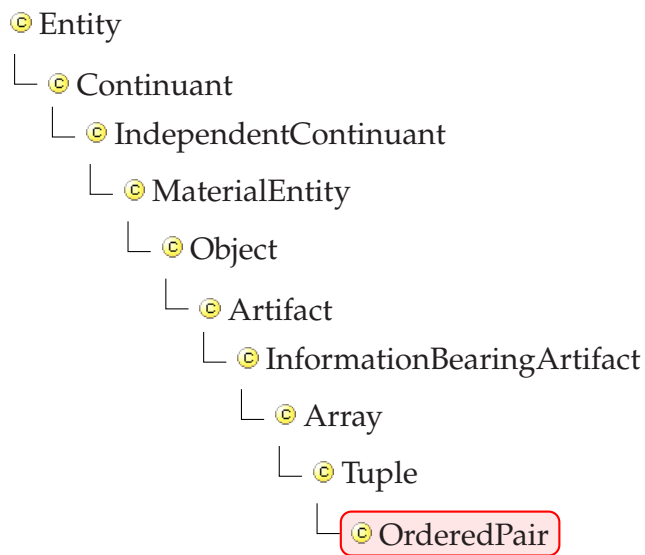 Entity
Continuant
IndependentContinuant
MaterialEntity
Object
Artifact
InformationBearingArtifact
Array
Tuple
OrderedPair